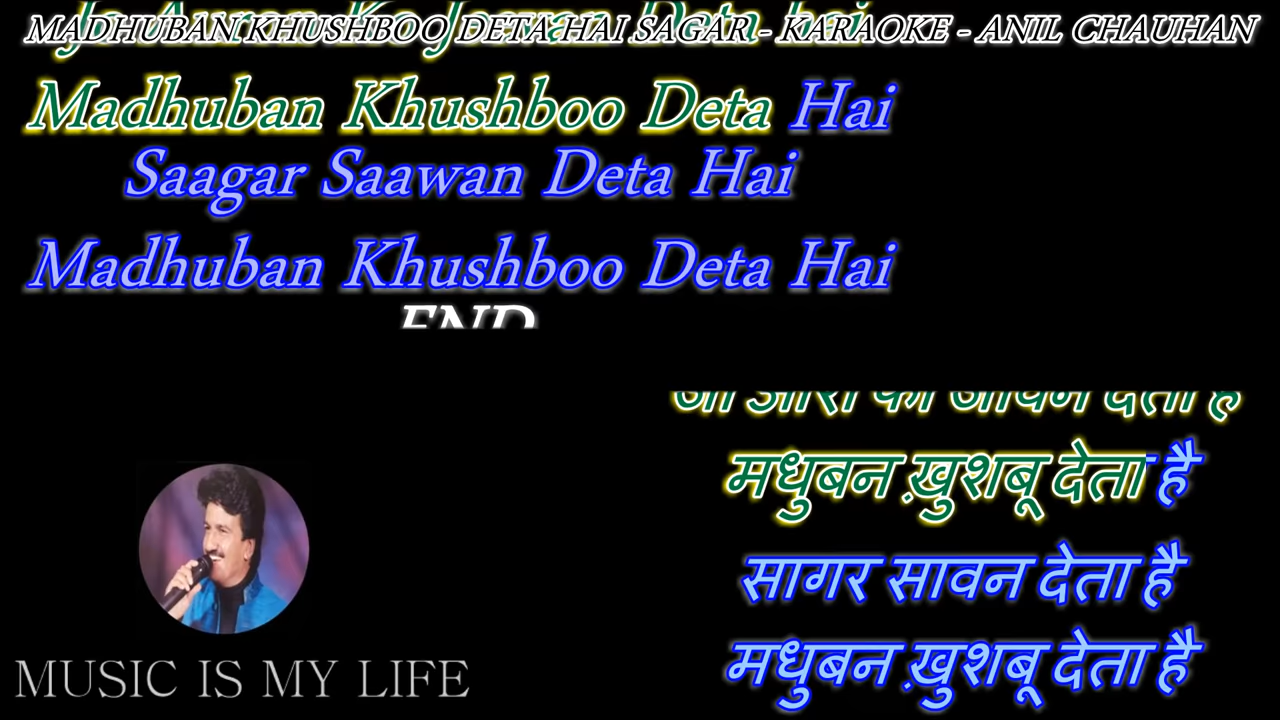 MADHUBAN KHUSHBOO DETA HAI SAGAR - KARAOKE - ANIL CHAUHAN
Madhuban Khushboo Deta Hai
Saagar Saawan Deta Hai
Madhuban Khushboo Deta Hai
END
मधुबन ख़ुशबू देता है
सागर सावन देता है
मधुबन ख़ुशबू देता है
MUSIC IS MY LIFE